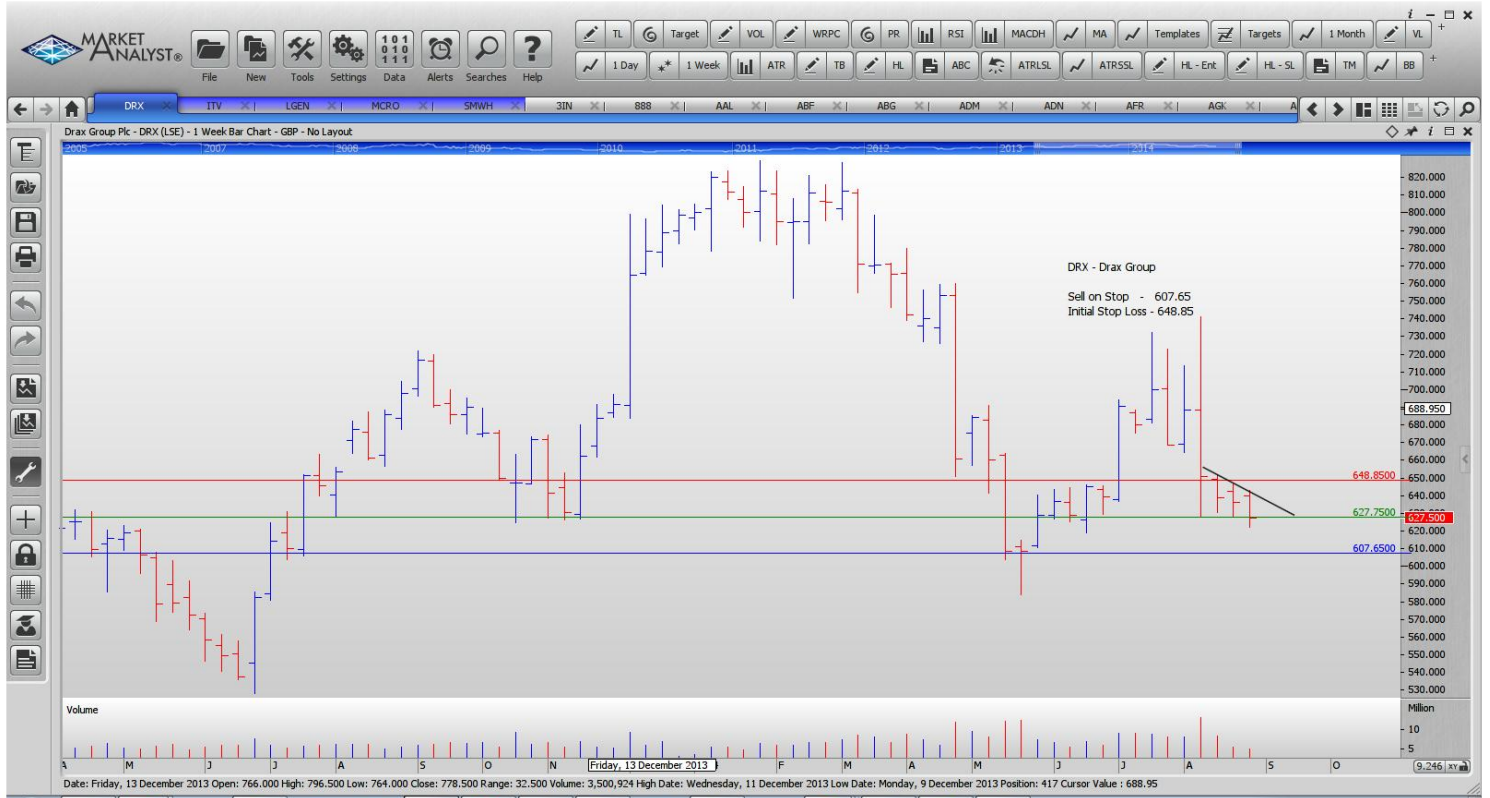 MARKET
ANALYST®
File
New
Tools
Settings
101
010
111
Data
Alerts
Searches
Help
TL
Target
VOL
WRPC
PR
RSI
MACDH
MA
Templates
Targets
1 Month
VL
1 Day
1 Week
ATR
TB
HL
ABC
ATRLSL
ATRSSL
HL - Ent
HL - SL
TM
BB
DRX
ITV
LGEN
MCRO
SMWH
3IN
888
AAL
ABF
ABG
ADM
ADN
AFR
AGK
A
Drax Group Plc - DRX (LSE) - 1 Week Bar Chart - GBP - No Layout
2005
2007
2008
2009
2010
2011
2012
2013
2014
820.000
810.000
800.000
790.000
780.000
770.000
760.000
750.000
740.000
730.000
720.000
710.000
700.000
688.950
680.000
670.000
660.000
650.000
640.000
627.500
620.000
610.000
600.000
590.000
580.000
570.000
560.000
550.000
540.000
530.000
DRX - Drax Group
Sell on Stop - 607.65
Initial Stop Loss - 648.85
648.8500
627.7500
607.6500
Volume
Million
10
5
A
M
J
J
A
S
O
N
Friday, 13 December 2013
F
M
A
M
J
J
A
S
O
9.246 XY
Date: Friday, 13 December 2013 Open: 766.000 High: 796.500 Low: 764.000 Close: 778.500 Range: 32.500 Volume: 3,500,924 High Date: Wednesday, 11 December 2013 Low Date: Monday, 9 December 2013 Position: 417 Cursor Value : 688.95